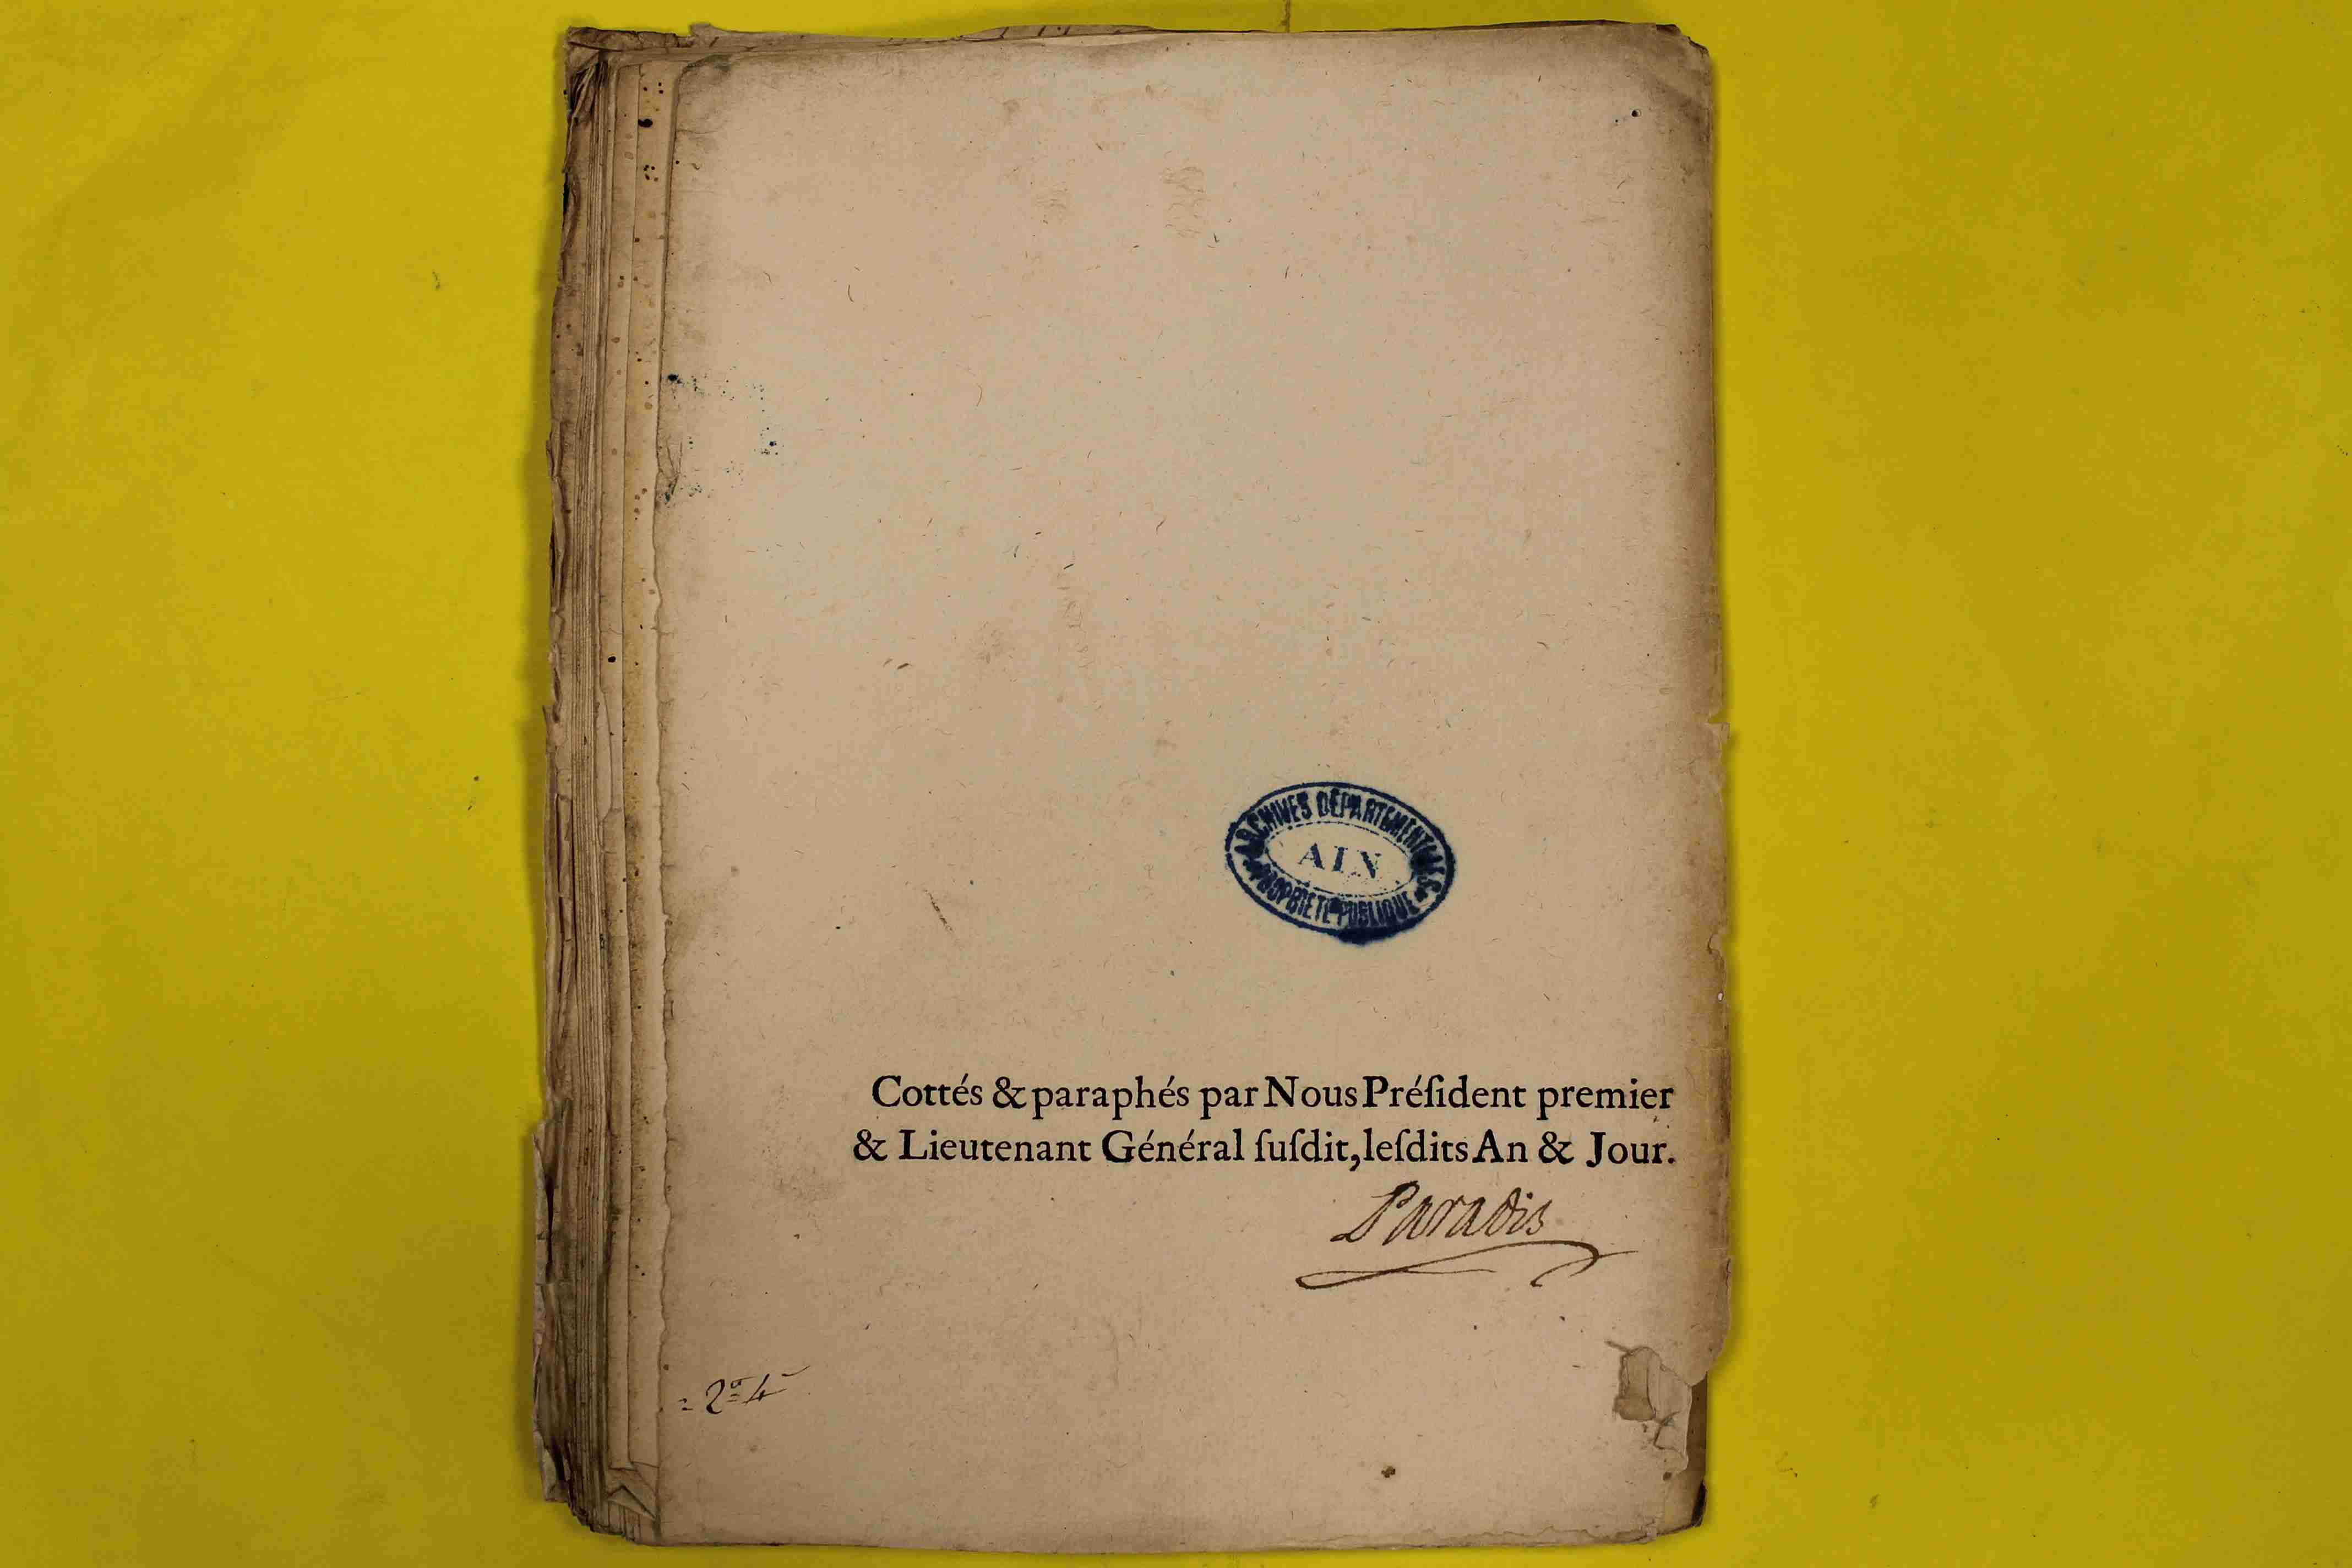 ARCHIVES DÉPARTEMENTALES
AIN
PROPRIÉTÉ PUBLIQUE
Cottés & paraphés par Nous Préſident premier
& Lieutenant Général ſuſdit, leſdits An & Jour.
Paradis